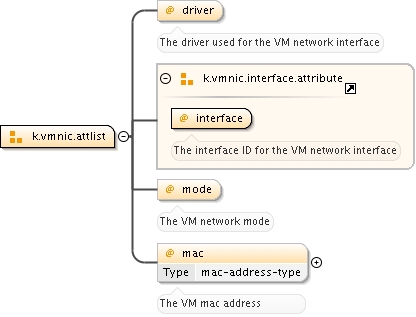 @ driver
The driver used for the VM network interface
k.vmnic.interface.attribute
@ interface
The interface ID for the VM network interface
k.vmnic.attlist
@ mode
The VM network mode
@ mac
Type mac-address-type
The VM mac address